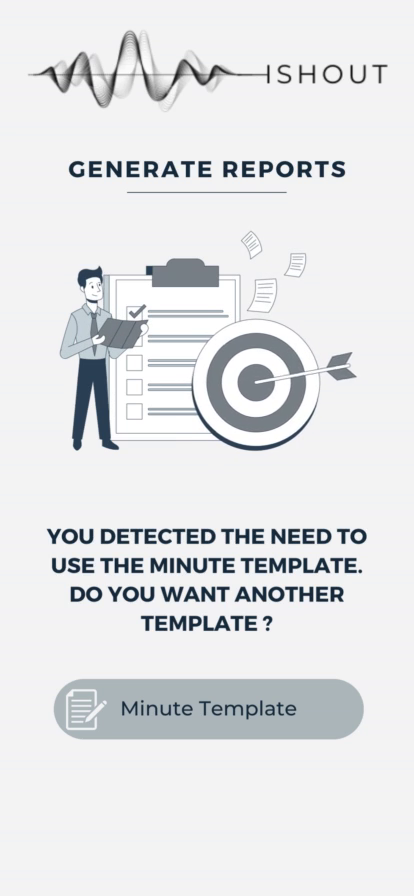 ISHOUT
GENERATE REPORTS
YOU DETECTED THE NEED TO
USE THE MINUTE TEMPLATE.
DO YOU WANT ANOTHER
TEMPLATE ?
Minute Template